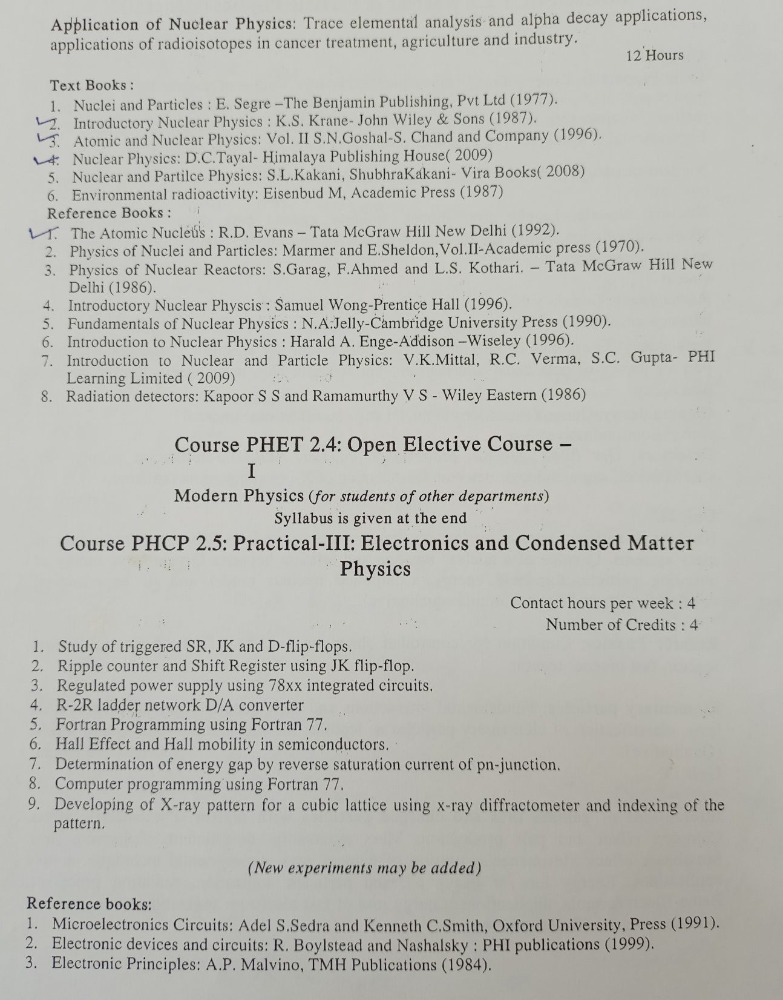 Application of Nuclear Physics: Trace elemental analysis and alpha decay applications,
applications of radioisotopes in cancer treatment, agriculture and industry.
12 Hours
Text Books :
1. Nuclei and Particles : E. Segre –The Benjamin Publishing, Pvt Ltd (1977).
2. Introductory Nuclear Physics : K.S. Krane- John Wiley & Sons (1987).
3. Atomic and Nuclear Physics: Vol. II S.N.Goshal-S. Chand and Company (1996).
4. Nuclear Physics: D.C.Tayal- Himalaya Publishing House( 2009)
5. Nuclear and Partilce Physics: S.L.Kakani, ShubhraKakani- Vira Books( 2008)
6. Environmental radioactivity: Eisenbud M, Academic Press (1987)
Reference Books :
1. The Atomic Nucleus : R.D. Evans – Tata McGraw Hill New Delhi (1992).
2. Physics of Nuclei and Particles: Marmer and E.Sheldon,Vol.II-Academic press (1970).
3. Physics of Nuclear Reactors: S.Garag, F.Ahmed and L.S. Kothari. – Tata McGraw Hill New
Delhi (1986).
4. Introductory Nuclear Physcis : Samuel Wong-Prentice Hall (1996).
5. Fundamentals of Nuclear Physics : N.A.Jelly-Cambridge University Press (1990).
6. Introduction to Nuclear Physics : Harald A. Enge-Addison –Wiseley (1996).
7. Introduction to Nuclear and Particle Physics: V.K.Mittal, R.C. Verma, S.C. Gupta- PHI
Learning Limited ( 2009)
8. Radiation detectors: Kapoor S S and Ramamurthy V S - Wiley Eastern (1986)
Course PHET 2.4: Open Elective Course –
I
Modern Physics (for students of other departments)
Syllabus is given at the end
Course PHCP 2.5: Practical-III: Electronics and Condensed Matter
Physics
Contact hours per week : 4
Number of Credits : 4
1. Study of triggered SR, JK and D-flip-flops.
2. Ripple counter and Shift Register using JK flip-flop.
3. Regulated power supply using 78xx integrated circuits.
4. R-2R ladder network D/A converter
5. Fortran Programming using Fortran 77.
6. Hall Effect and Hall mobility in semiconductors.
7. Determination of energy gap by reverse saturation current of pn-junction.
8. Computer programming using Fortran 77.
9. Developing of X-ray pattern for a cubic lattice using x-ray diffractometer and indexing of the
pattern.
(New experiments may be added)
Reference books:
1. Microelectronics Circuits: Adel S.Sedra and Kenneth C.Smith, Oxford University, Press (1991).
2. Electronic devices and circuits: R. Boylstead and Nashalsky : PHI publications (1999).
3. Electronic Principles: A.P. Malvino, TMH Publications (1984).